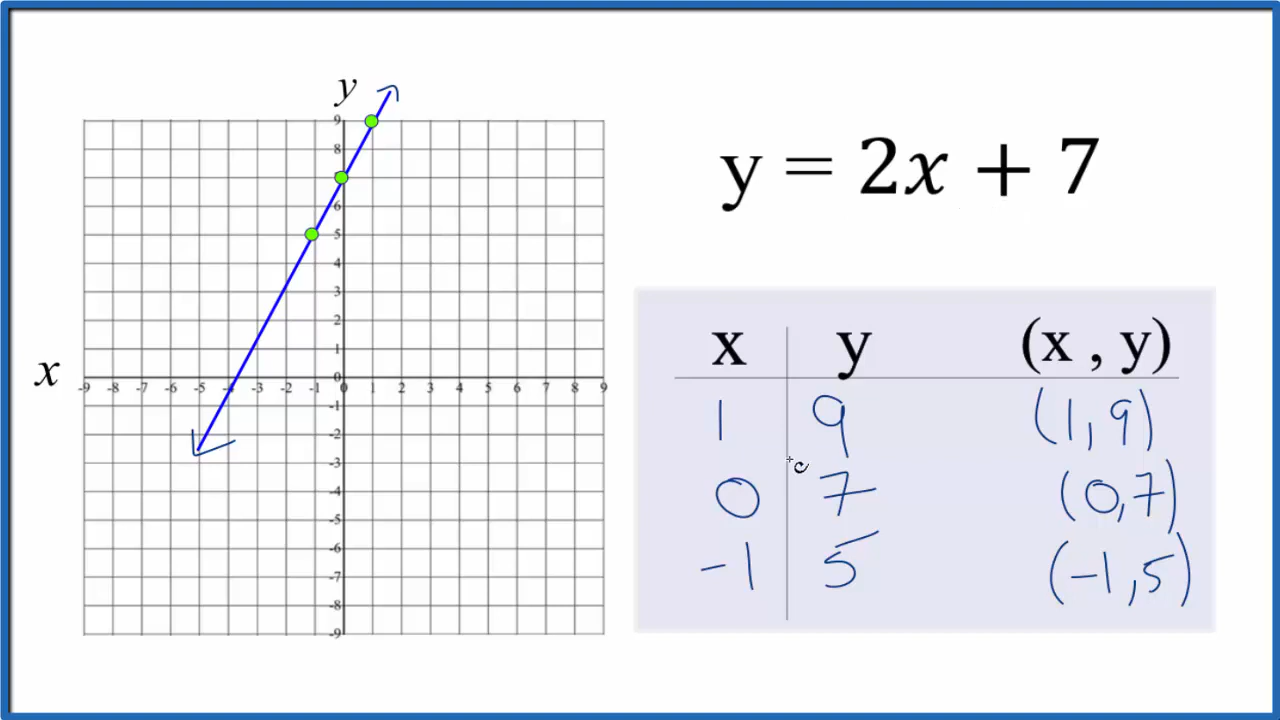 y
9
8
6
5
4
3
2
1
x
-9 -8 -7 -6 -5 -4 -3 -2 -1 0 1 2 3 4 5 6 7 8 9
0
-1
-2
-3
-4
-5
-6
-7
-8
-9
y = 2x + 7
x y (x , y)
1 9 (1, 9)
0 7 (0,7)
-1 5 (-1,5)